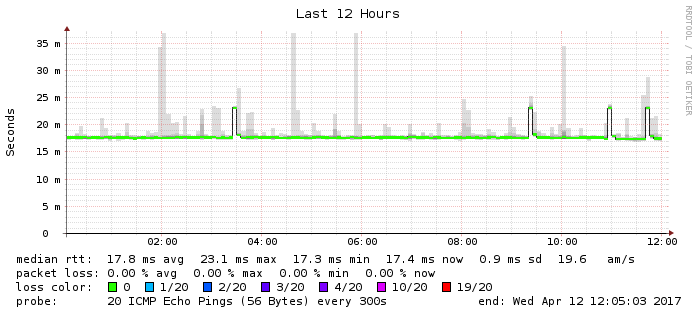 Last 12 Hours
RRDTOOL / TOBI OETIKER
Seconds
35 m
30 m
25 m
20 m
15 m
10 m
5 m
0
02:00 04:00 06:00 08:00 10:00 12:00
median rtt: 17.8 ms avg 23.1 ms max 17.3 ms min 17.4 ms now 0.9 ms sd 19.6 am/s
packet loss: 0.00 % avg 0.00 % max 0.00 % min 0.00 % now
loss color: 0 1/20 2/20 3/20 4/20 10/20 19/20
probe: 20 ICMP Echo Pings (56 Bytes) every 300s end: Wed Apr 12 12:05:03 2017